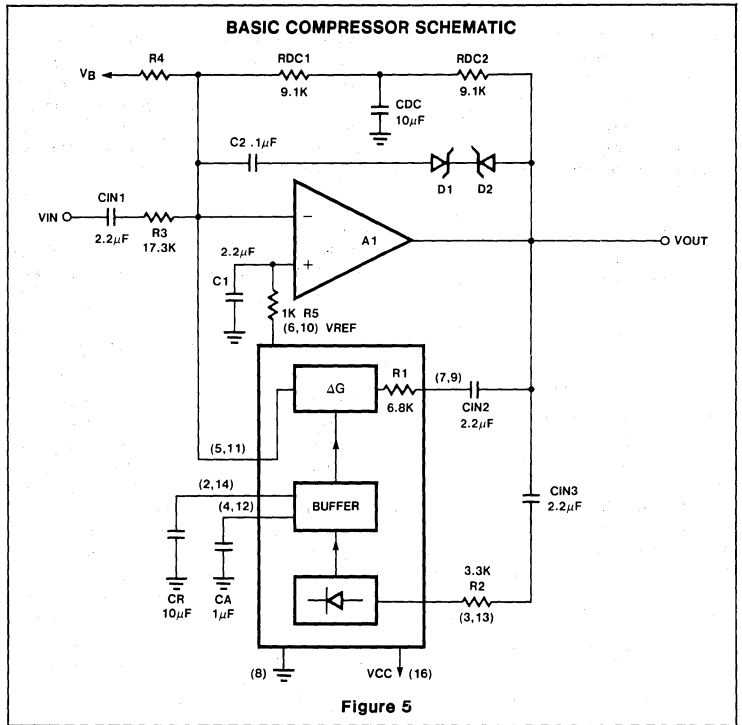 BASIC COMPRESSOR SCHEMATIC
R4
RDC1
RDC2
VB
9.1K
9.1K
CDC
10μF
C2 .1μF
D1
D2
CIN1
VIN
R3
2.2μF
17.3K
−
A1
VOUT
2.2μF
+
C1
1K R5
(6,10) VREF
ΔG
R1
(7,9)
6.8K
CIN2
2.2μF
(5,11)
(2,14)
CIN3
BUFFER
2.2μF
(4,12)
3.3K
R2
CR
CA
(3,13)
10μF
1μF
(8)
VCC
(16)
Figure 5